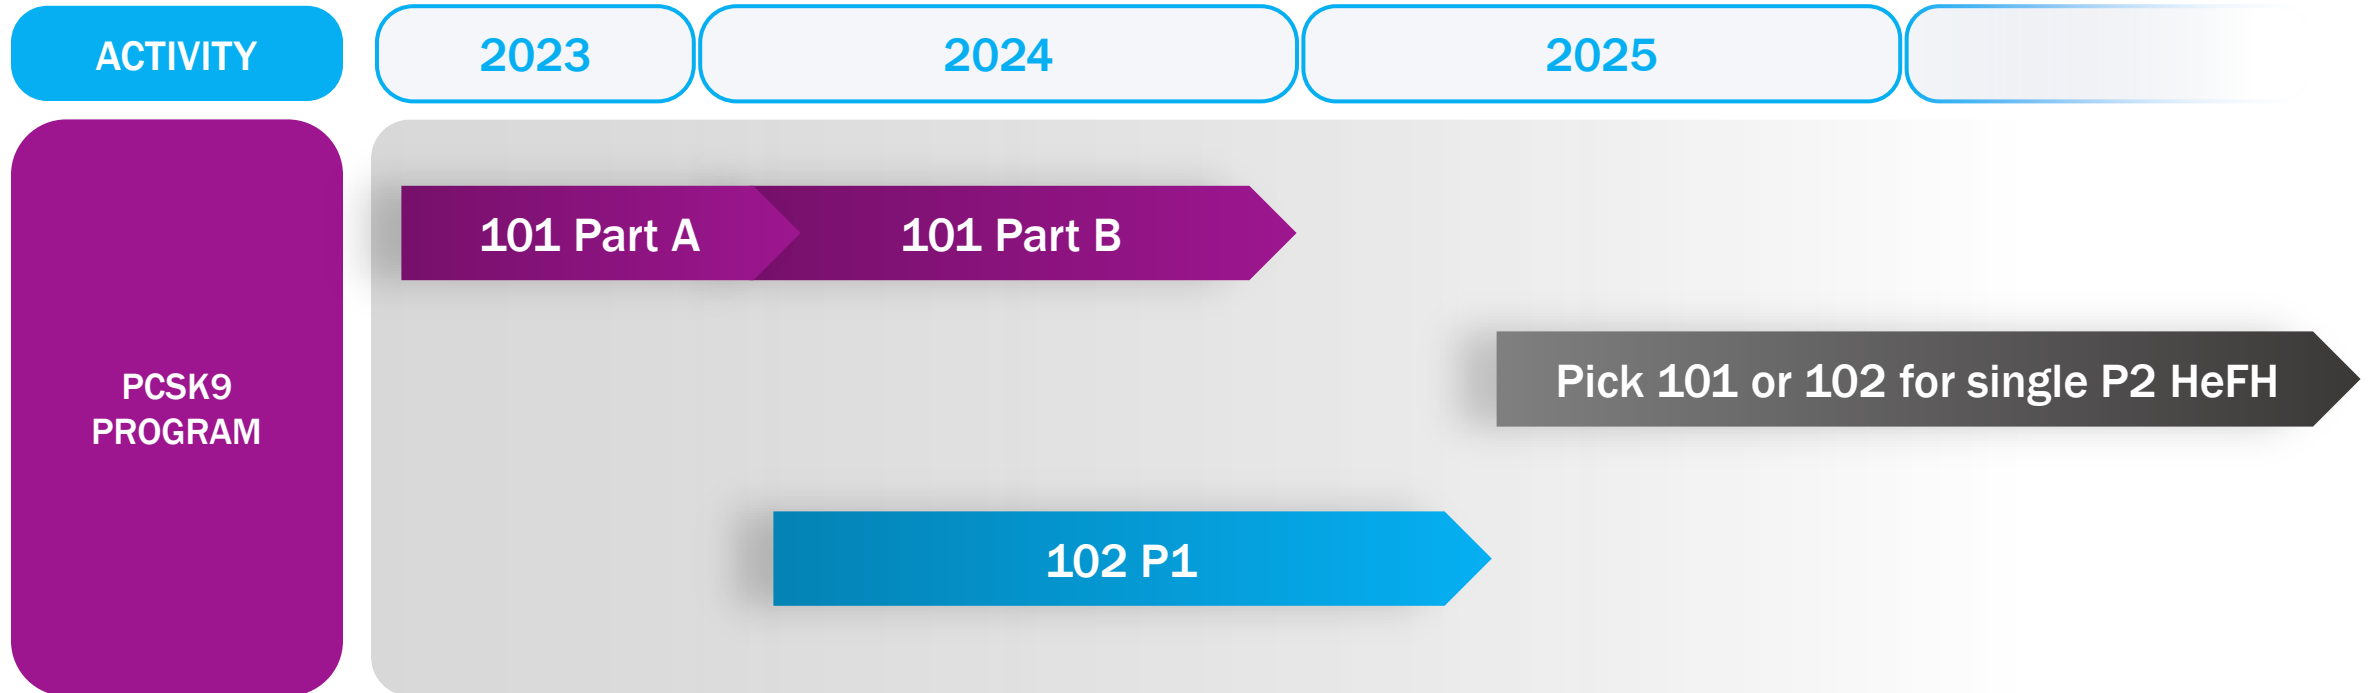 ACTIVITY
2023
2024
2025
PCSK9
PROGRAM
101 Part A
101 Part B
Pick 101 or 102 for single P2 HeFH
102 P1